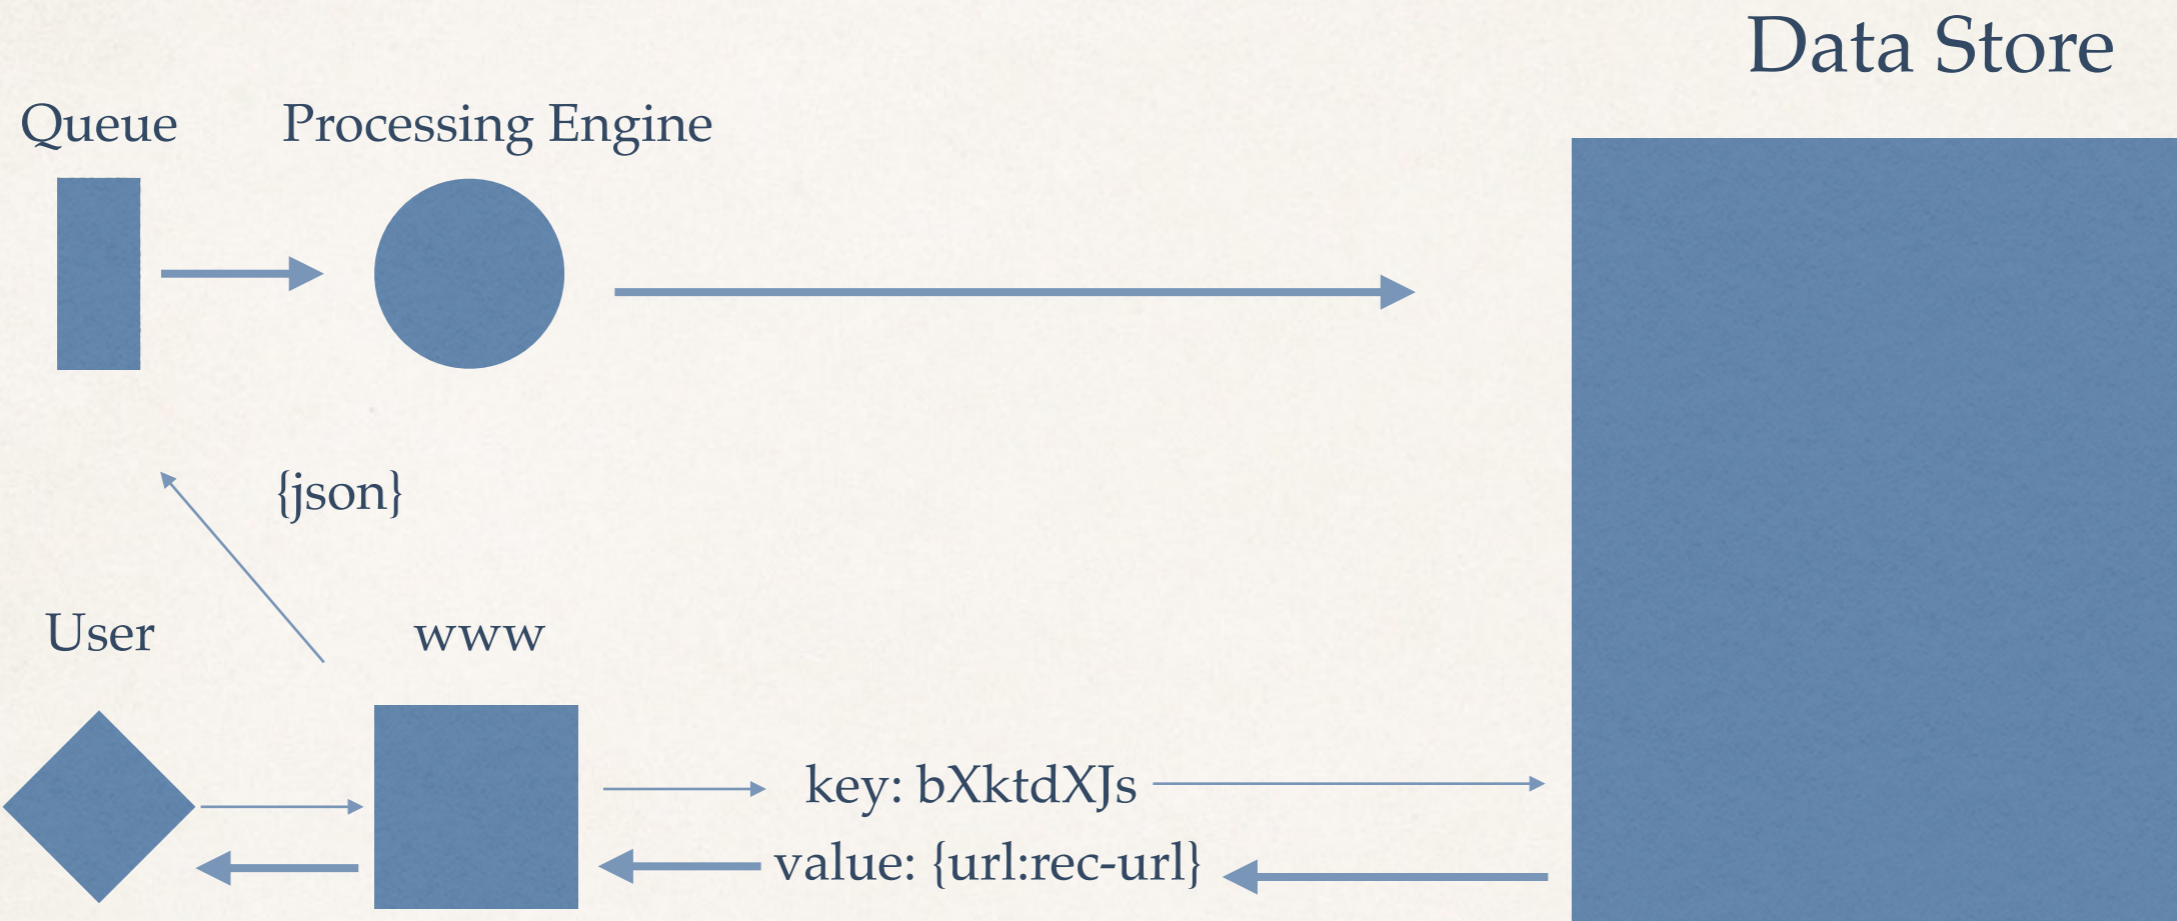 Data Store
Queue
Processing Engine
{json}
User
www
key: bXktdXJs
value: {url:rec-url}